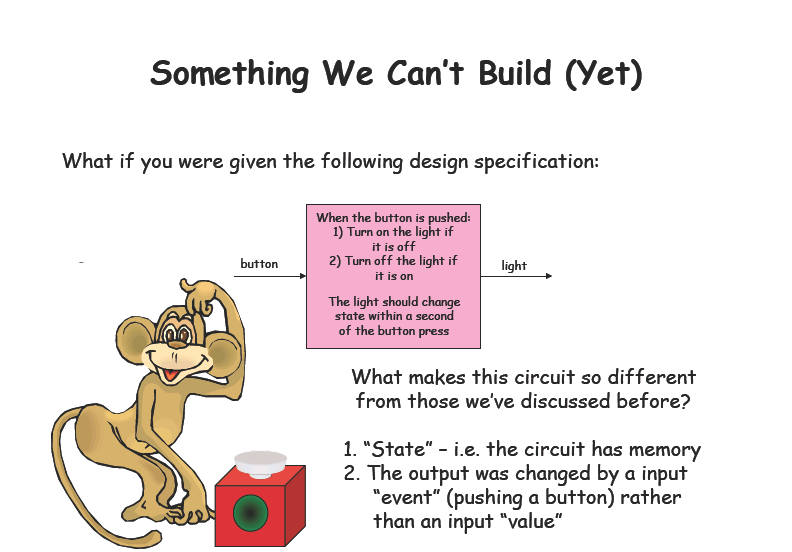 Something We Can't Build (Yet)
What if you were given the following design specification:
button
When the button is pushed:
1) Turn on the light if
it is off
2) Turn off the light if
it is on
The light should change
state within a second
of the button press
light
What makes this circuit so different
from those we've discussed before?
1. “State” – i.e. the circuit has memory
2. The output was changed by a input
“event” (pushing a button) rather
than an input “value”